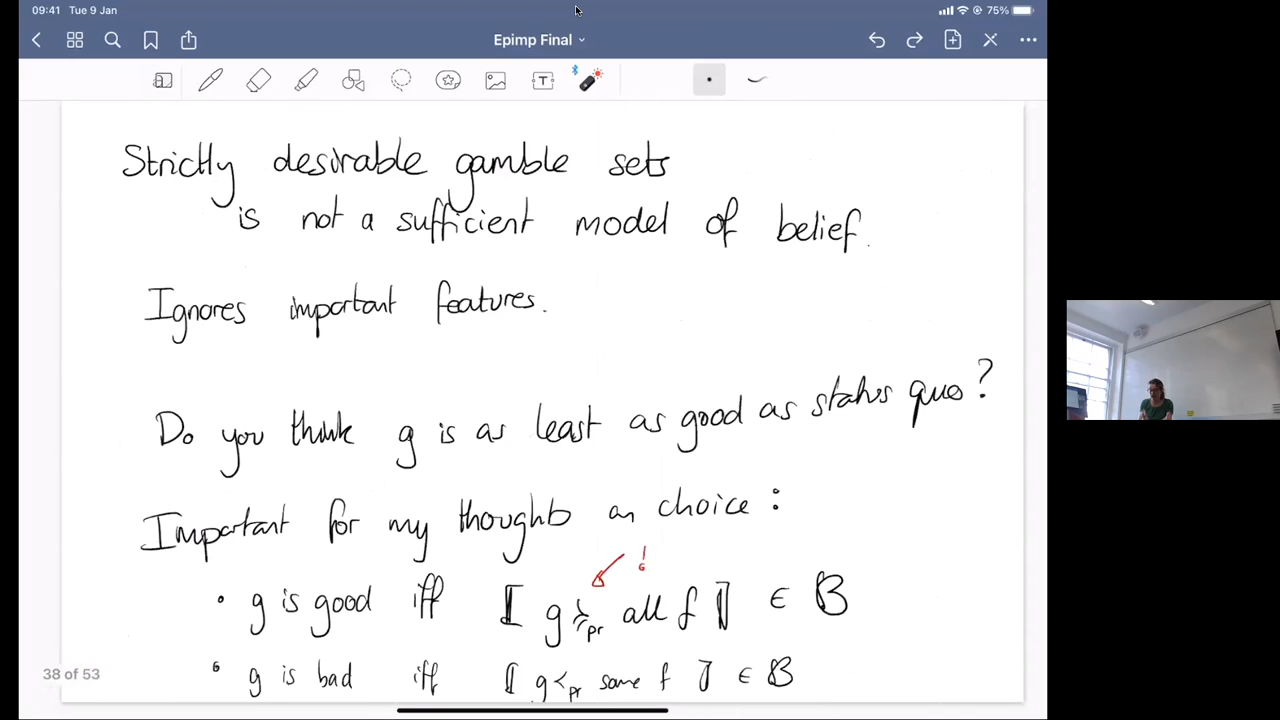 09:41 Tue 9 Jan
75%
Epimp Final
Strictly desirable gamble sets
is not a sufficient model of belief.
Ignores important features.
Do you think g is as least as good as status quo?
Important for my thoughts on choice:
• g is good iff ⟦ g ≽pr all f ⟧ ∈ 𝔹
• g is bad iff ⟦ g ≺pr some f ⟧ ∈ 𝔹
38 of 53